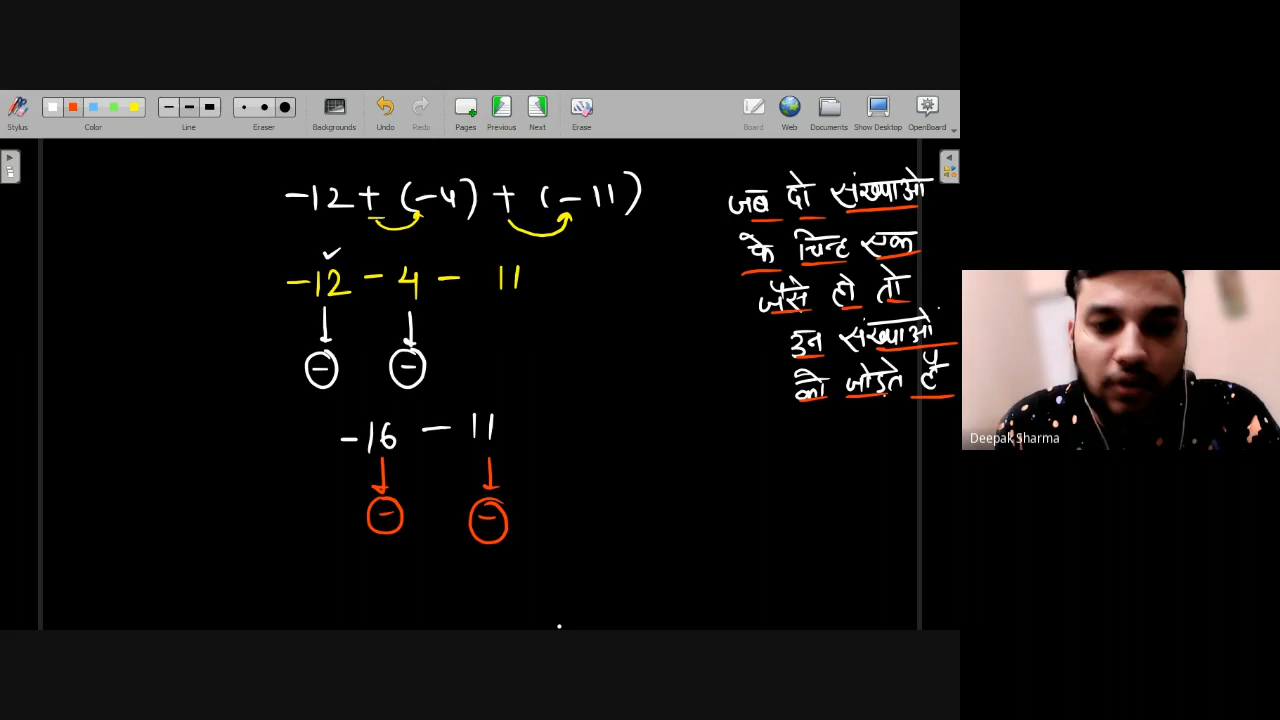 Stylus
Color
Line
Eraser
Backgrounds
Undo
Redo
Pages
Previous
Next
Erase
Board
Web
Documents
Show Desktop
OpenBoard
-12 + (-4) + (-11)
-12 - 4 - 11
- -
-16 - 11
- -
जब दो संख्याओ
के चिन्ह एक
जैसे हो तो
उन संख्याओं
को जोड़ते है
Deepak Sharma